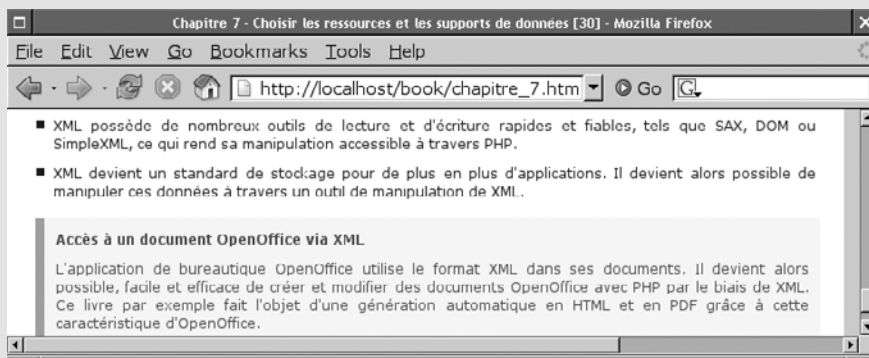 Chapitre 7 - Choisir les ressources et les supports de données [30] - Mozilla Firefox
File Edit View Go Bookmarks Tools Help
http://localhost/book/chapitre_7.htm Go G
XML possède de nombreux outils de lecture et d'écriture rapides et fiables, tels que SAX, DOM ou
SimpleXML, ce qui rend sa manipulation accessible à travers PHP.
XML devient un standard de stockage pour de plus en plus d'applications. Il devient alors possible de
manipuler ces données à travers un outil de manipulation de XML.
Accès à un document OpenOffice via XML
L'application de bureautique OpenOffice utilise le format XML dans ses documents. Il devient alors
possible, facile et efficace de créer et modifier des documents OpenOffice avec PHP par le biais de XML.
Ce livre par exemple fait l'objet d'une génération automatique en HTML et en PDF grâce à cette
caractéristique d'OpenOffice.